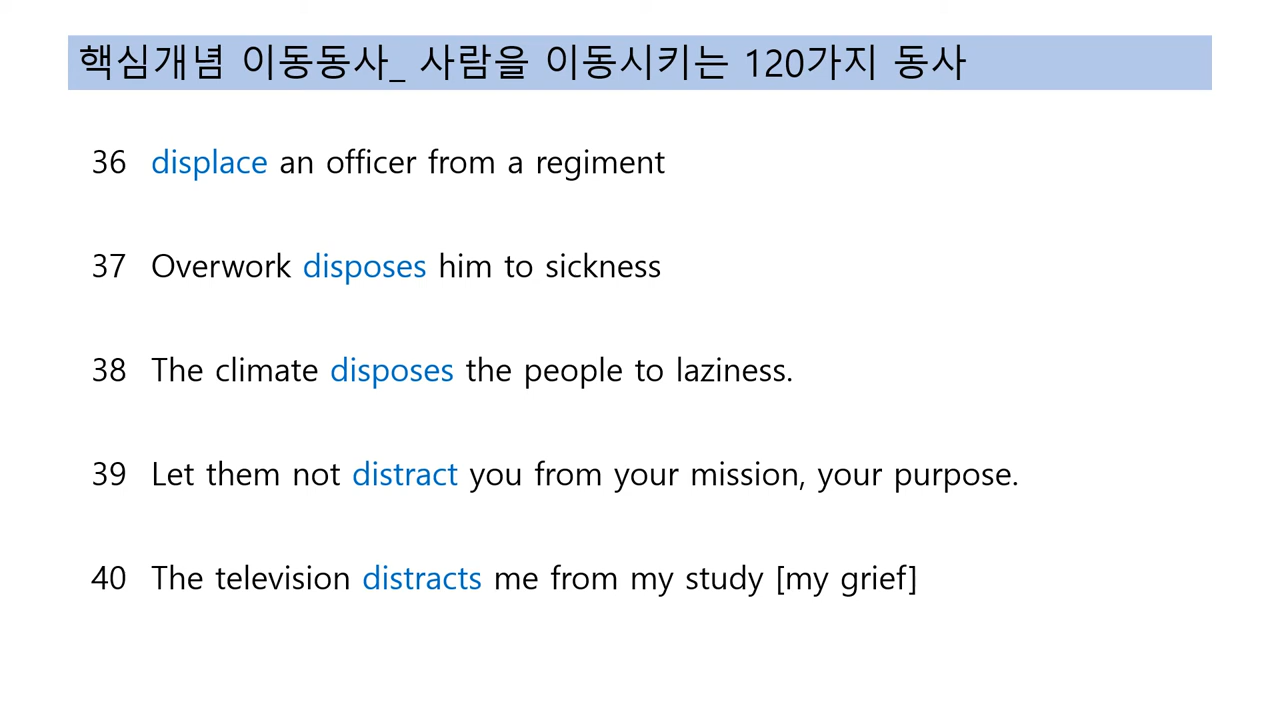 핵심개념 이동동사_ 사람을 이동시키는 120가지 동사
36 displace an officer from a regiment
37 Overwork disposes him to sickness
38 The climate disposes the people to laziness.
39 Let them not distract you from your mission, your purpose.
40 The television distracts me from my study [my grief]